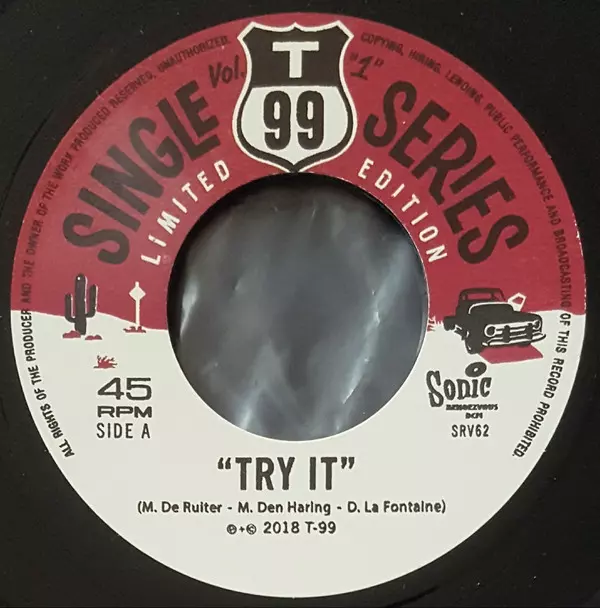 ALL RIGHTS OF THE PRODUCER AND THE OWNER OF THE WORK PRODUCED RESERVED, UNAUTHORIZED. COPYING, HIRING, LENDING, PUBLIC PERFORMANCE AND BROADCASTING OF THIS RECORD PROHIBITED.
SINGLE Vol. "1" SERIES
T
99
LIMITED EDITION
45
RPM
SIDE A
Sonic
RENDEZVOUS
SRV62
"TRY IT"
(M. De Ruiter - M. Den Haring - D. La Fontaine)
℗+© 2018 T-99